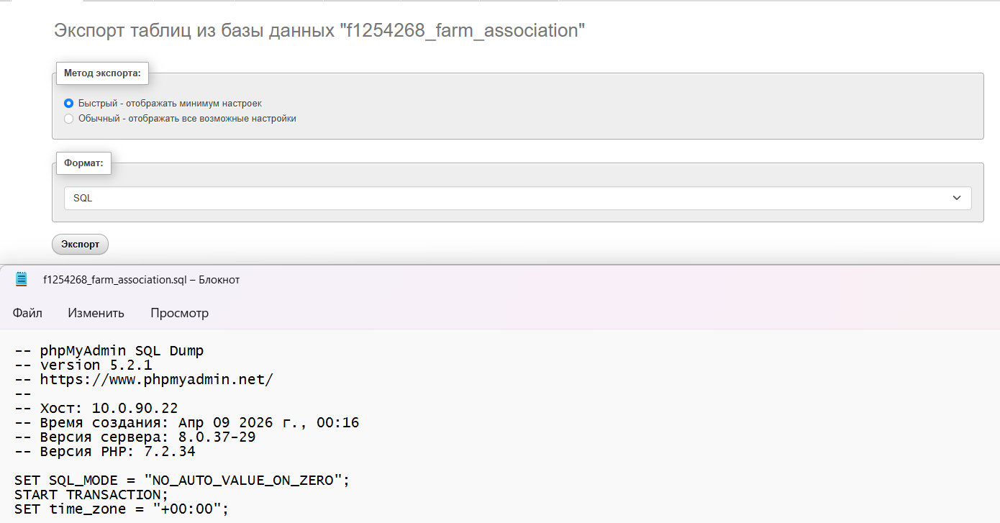 Экспорт таблиц из базы данных "f1254268_farm_association"
Метод экспорта:
Быстрый - отображать минимум настроек
Обычный - отображать все возможные настройки
Формат:
SQL
Экспорт
f1254268_farm_association.sql – Блокнот
Файл Изменить Просмотр
-- phpMyAdmin SQL Dump
-- version 5.2.1
-- https://www.phpmyadmin.net/
--
-- Хост: 10.0.90.22
-- Время создания: Апр 09 2026 г., 00:16
-- Версия сервера: 8.0.37-29
-- Версия PHP: 7.2.34
SET SQL_MODE = "NO_AUTO_VALUE_ON_ZERO";
START TRANSACTION;
SET time_zone = "+00:00";